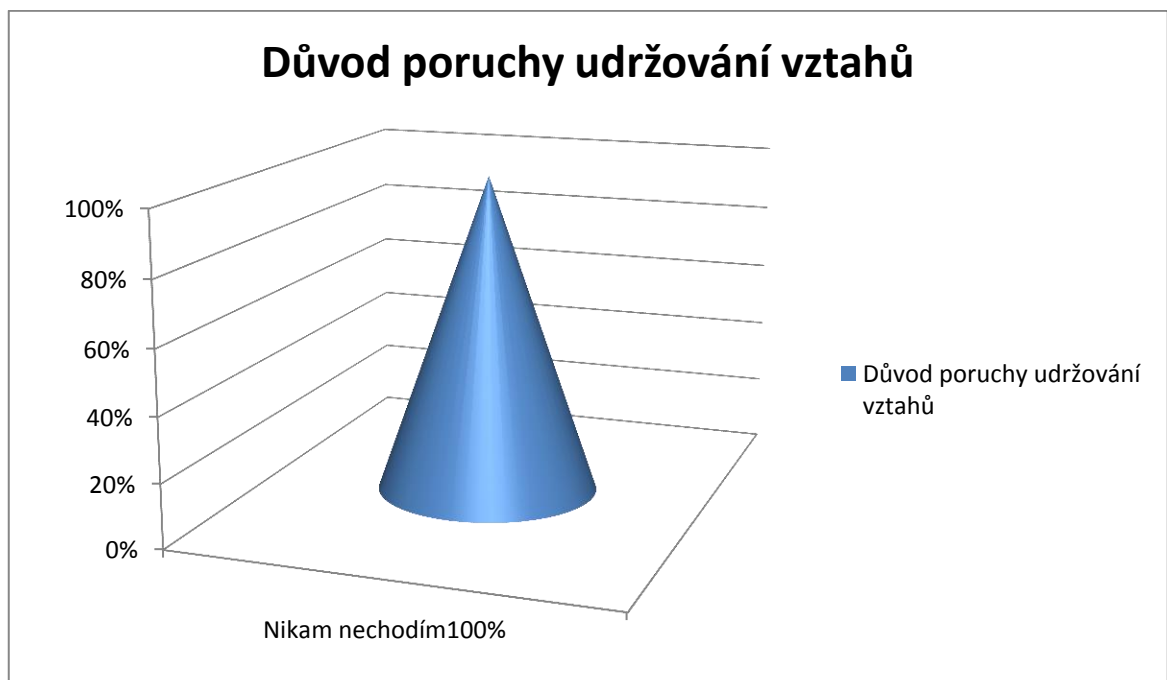 Důvod poruchy udržování vztahů
100%
80%
60%
40%
20%
0%
Nikam nechodím100%
Důvod poruchy udržování
vztahů